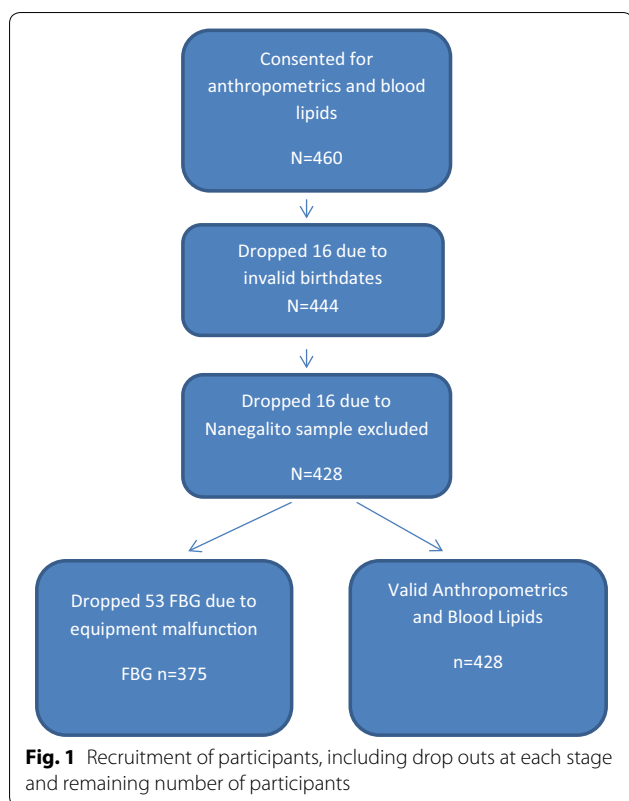 Consented for
anthropometrics and blood
lipids
N=460
Dropped 16 due to
invalid birthdates
N=444
Dropped 16 due to
Nanegalito sample excluded
N=428
Dropped 53 FBG due to
equipment malfunction
FBG n=375
Valid Anthropometrics
and Blood Lipids
n=428
Fig. 1 Recruitment of participants, including drop outs at each stage
and remaining number of participants